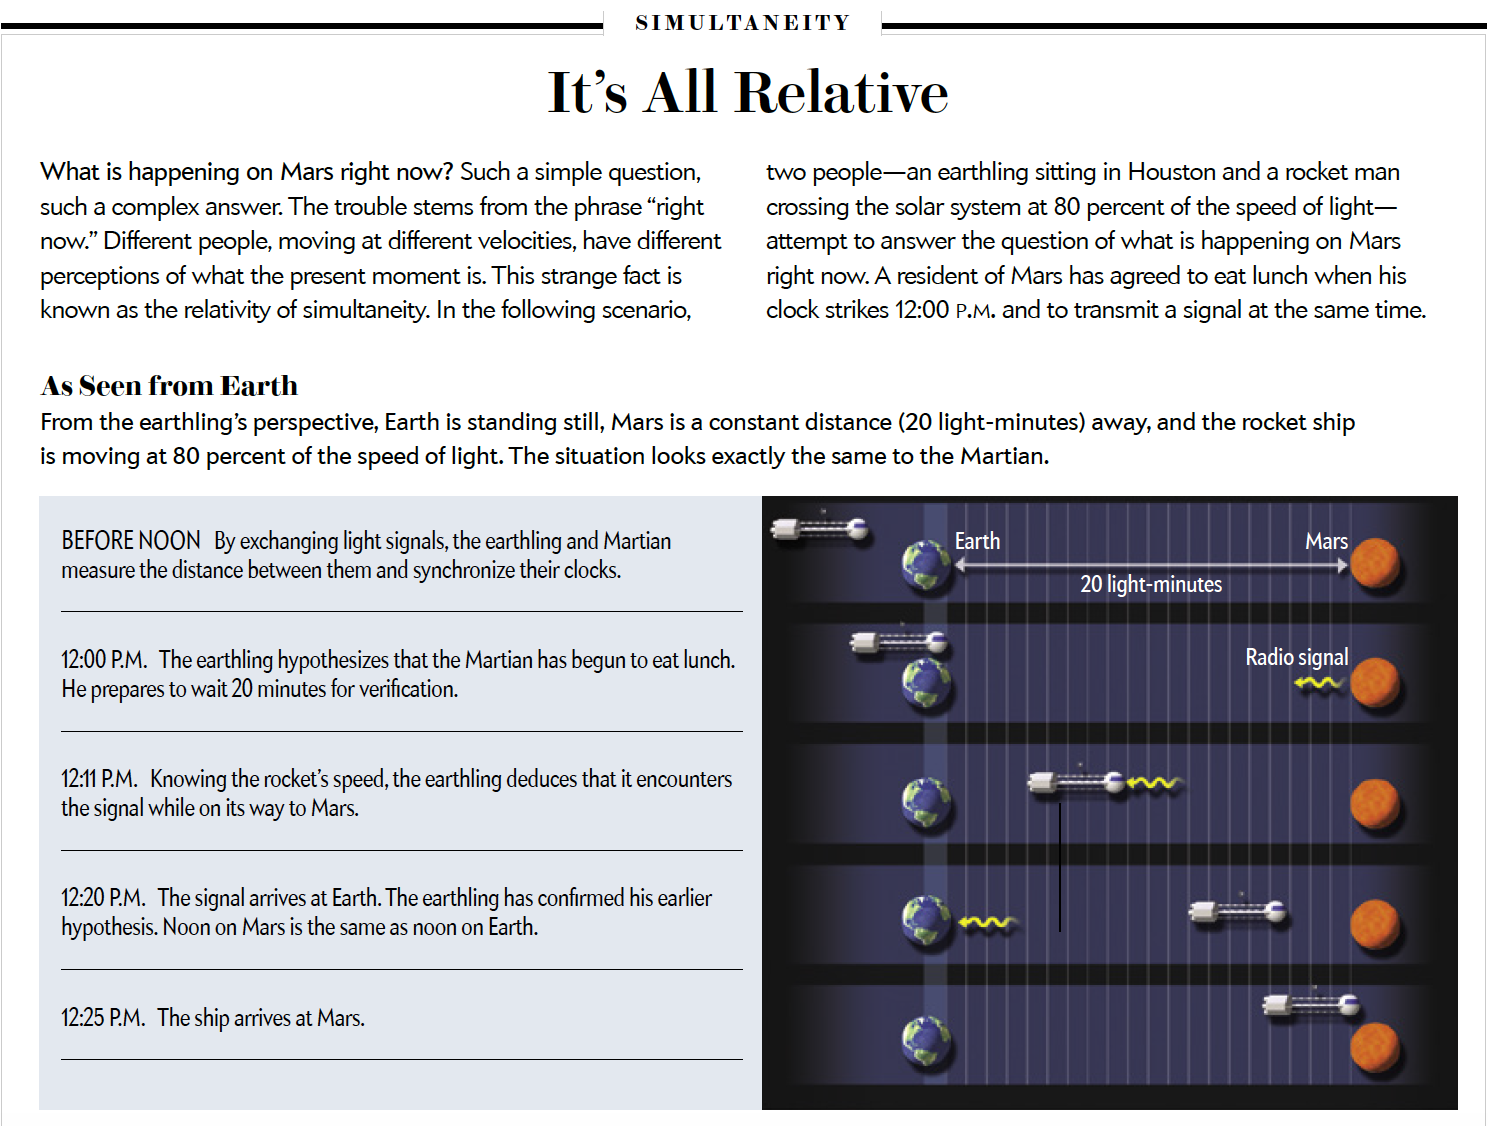 SIMULTANEITY
It's All Relative
What is happening on Mars right now? Such a simple question,
such a complex answer. The trouble stems from the phrase “right
now.” Different people, moving at different velocities, have different
perceptions of what the present moment is. This strange fact is
known as the relativity of simultaneity. In the following scenario,
two people—an earthling sitting in Houston and a rocket man
crossing the solar system at 80 percent of the speed of light—
attempt to answer the question of what is happening on Mars
right now. A resident of Mars has agreed to eat lunch when his
clock strikes 12:00 P.M. and to transmit a signal at the same time.
As Seen from Earth
From the earthling's perspective, Earth is standing still, Mars is a constant distance (20 light-minutes) away, and the rocket ship
is moving at 80 percent of the speed of light. The situation looks exactly the same to the Martian.
BEFORE NOON By exchanging light signals, the earthling and Martian
measure the distance between them and synchronize their clocks.
Earth
Mars
20 light-minutes
12:00 P.M. The earthling hypothesizes that the Martian has begun to eat lunch.
He prepares to wait 20 minutes for verification.
Radio signal
12:11 P.M. Knowing the rocket's speed, the earthling deduces that it encounters
the signal while on its way to Mars.
12:20 P.M. The signal arrives at Earth. The earthling has confirmed his earlier
hypothesis. Noon on Mars is the same as noon on Earth.
12:25 P.M. The ship arrives at Mars.